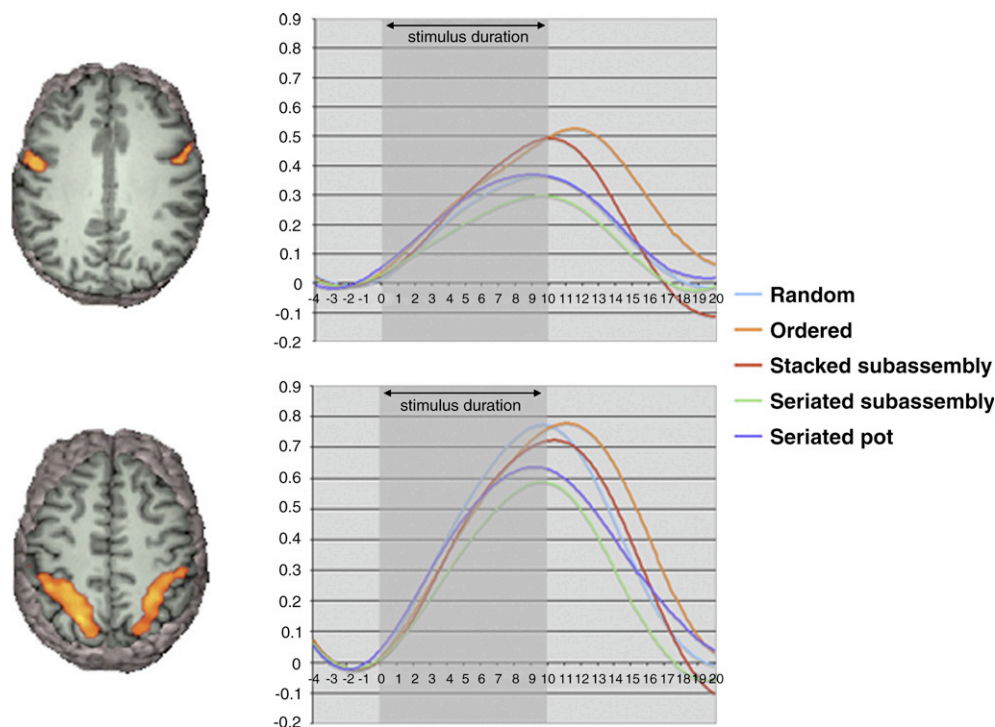 0.9
stimulus duration
0.8
0.7
0.6
0.5
0.4
0.3
0.2
0.1
0
-4 -3 -2 -1 0 1 2 3 4 5 6 7 8 9 10 11 12 13 14 15 16 17 18 19 20
-0.1
-0.2
Random
Ordered
Stacked subassembly
Seriated subassembly
Seriated pot
0.9
stimulus duration
0.8
0.7
0.6
0.5
0.4
0.3
0.2
0.1
0
-4 -3 -2 -1 0 1 2 3 4 5 6 7 8 9 10 11 12 13 14 15 16 17 18 19 20
-0.1
-0.2